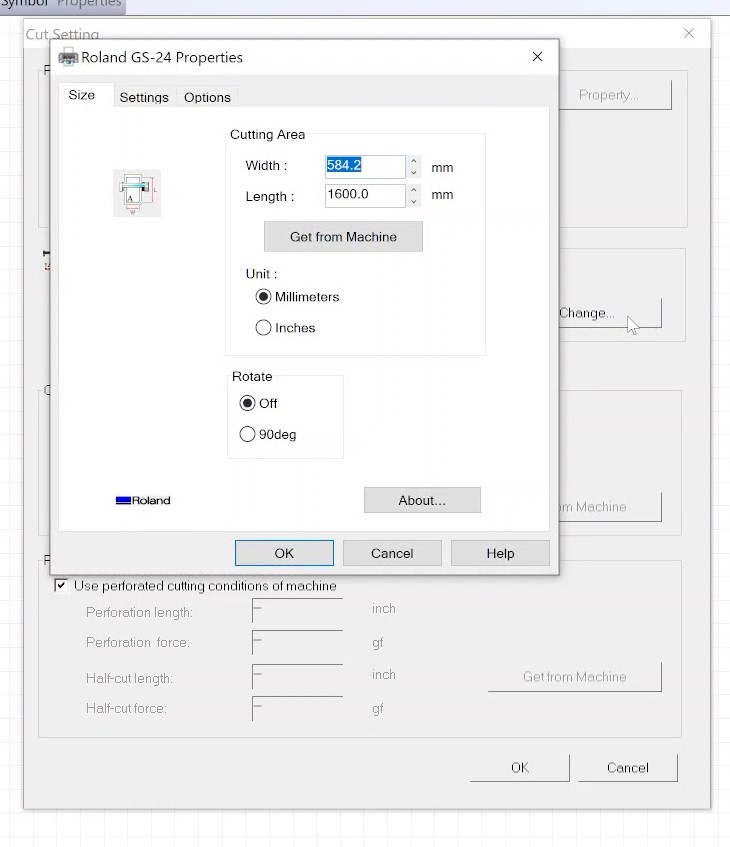 Symbol Properties
Cut Setting
Roland GS-24 Properties
Size Settings Options
Property...
Cutting Area
Width : 584.2 mm
Length : 1600.0 mm
Get from Machine
Unit :
Millimeters
Inches
Change...
Rotate
Off
90deg
Roland
About...
Machine
OK Cancel Help
Use perforated cutting conditions of machine
Perforation length: inch
Perforation force: gf
Half-cut length: inch
Get from Machine
Half-cut force: gf
OK Cancel